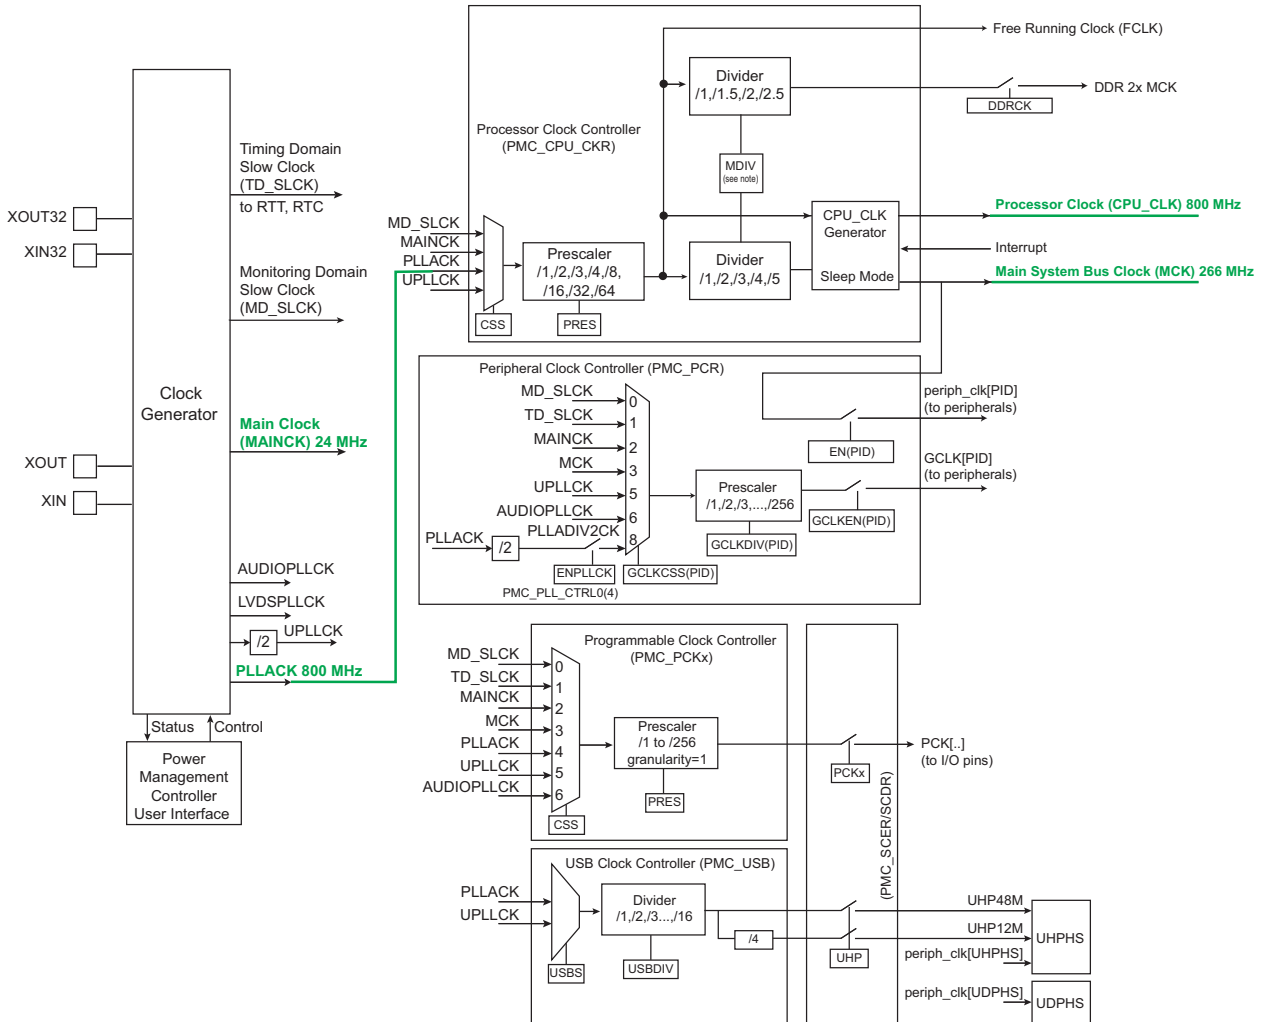 XOUT32
XIN32
XOUT
XIN
Clock
Generator
Timing Domain
Slow Clock
(TD_SLCK)
to RTT, RTC
Monitoring Domain
Slow Clock
(MD_SLCK)
Main Clock
(MAINCK) 24 MHz
AUDIOPLLCK
LVDSPLLCK
/2
UPLLCK
PLLACK 800 MHz
Status
Control
Power
Management
Controller
User Interface
Processor Clock Controller
(PMC_CPU_CKR)
MD_SLCK
MAINCK
PLLACK
UPLLCK
CSS
Prescaler
/1,/2,/3,/4,/8,
/16,/32,/64
PRES
Divider
/1,/1.5,/2,/2.5
MDIV
(see note)
Divider
/1,/2,/3,/4,/5
CPU_CLK
Generator
Sleep Mode
Free Running Clock (FCLK)
DDRCK
DDR 2x MCK
Processor Clock (CPU_CLK) 800 MHz
Interrupt
Main System Bus Clock (MCK) 266 MHz
Peripheral Clock Controller (PMC_PCR)
MD_SLCK
0
TD_SLCK
1
MAINCK
2
MCK
3
UPLLCK
5
AUDIOPLLCK
6
PLLACK
/2
PLLADIV2CK
8
ENPLLCK
GCLKCSS(PID)
PMC_PLL_CTRL0(4)
Prescaler
/1,/2,/3,...,/256
GCLKDIV(PID)
EN(PID)
GCLKEN(PID)
periph_clk[PID]
(to peripherals)
GCLK[PID]
(to peripherals)
Programmable Clock Controller
(PMC_PCKx)
MD_SLCK
0
TD_SLCK
1
MAINCK
2
MCK
3
PLLACK
4
UPLLCK
5
AUDIOPLLCK
6
CSS
Prescaler
/1 to /256
granularity=1
PRES
PCKx
PCK[..]
(to I/O pins)
(PMC_SCER/SCDR)
USB Clock Controller (PMC_USB)
PLLACK
UPLLCK
USBS
Divider
/1,/2,/3...,/16
USBDIV
/4
UHP
UHP48M
UHP12M
periph_clk[UHPHS]
UHPHS
periph_clk[UDPHS]
UDPHS